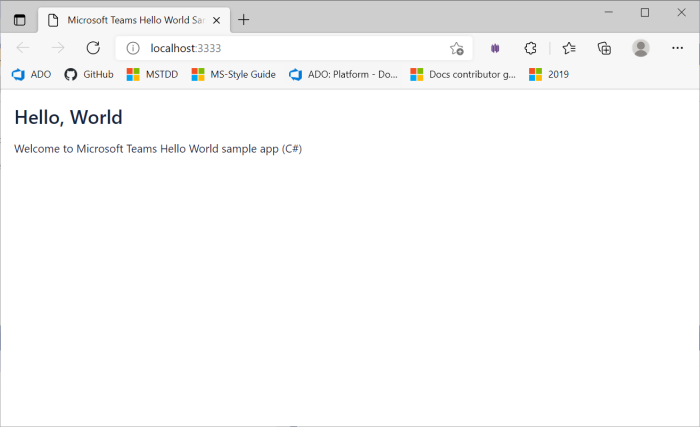 Microsoft Teams Hello World Sar
localhost:3333
ADO GitHub MSTDD MS-Style Guide ADO: Platform - Do... Docs contributor g... 2019
Hello, World
Welcome to Microsoft Teams Hello World sample app (C#)